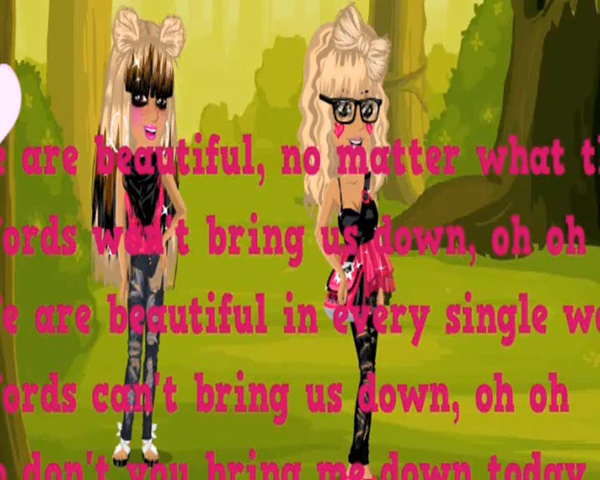 e are beautiful, no matter what th
ords won't bring us down, oh oh
e are beautiful in every single wa
ords can't bring us down, oh oh
o don't you bring me down today